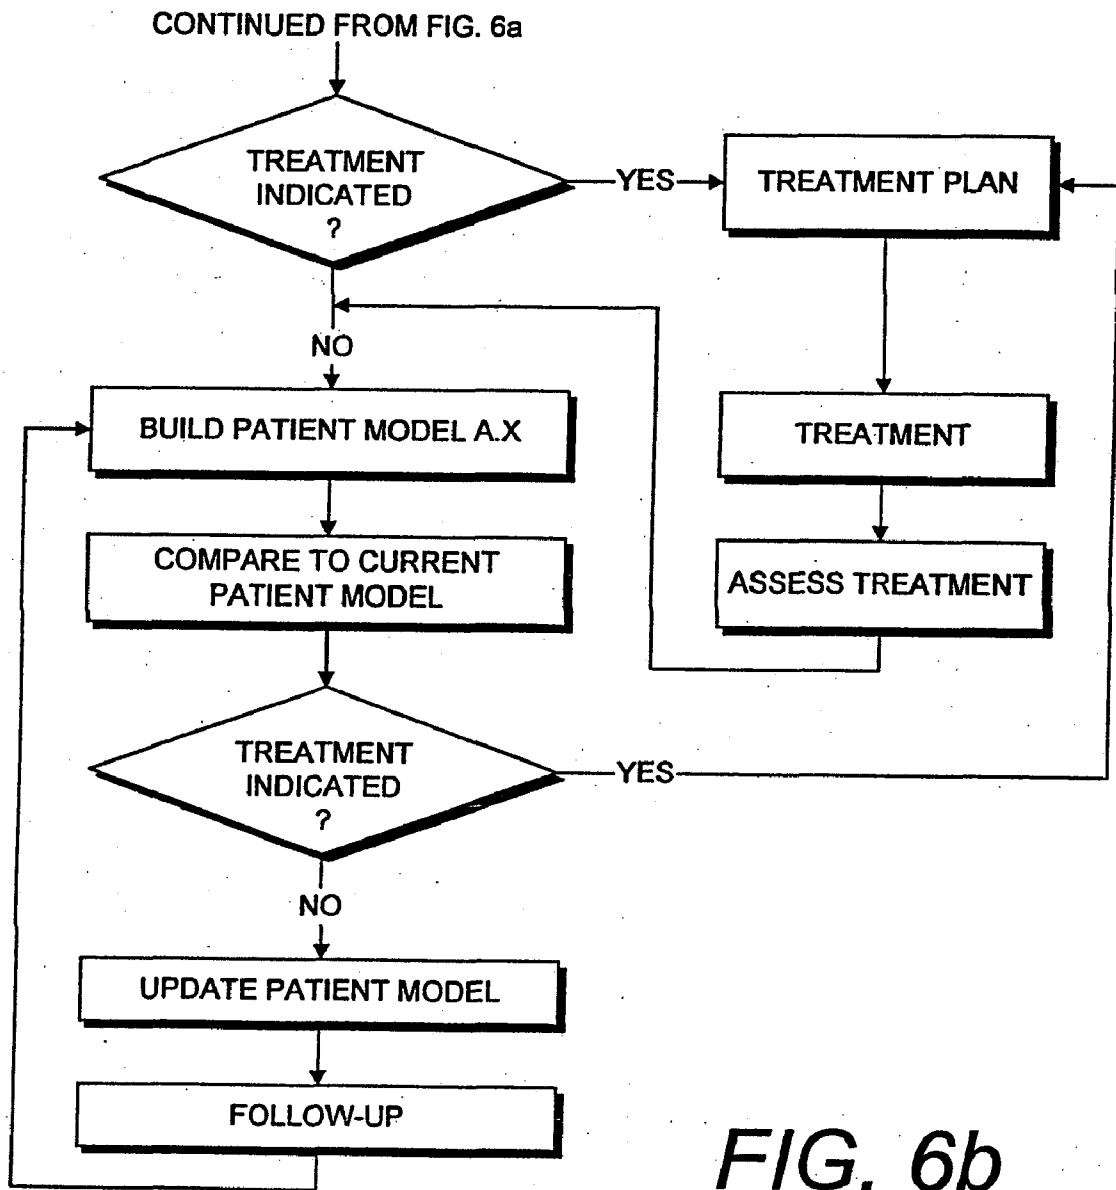 CONTINUED FROM FIG. 6a
TREATMENT
INDICATED
?
YES
TREATMENT PLAN
NO
BUILD PATIENT MODEL A.X
TREATMENT
COMPARE TO CURRENT
PATIENT MODEL
ASSESS TREATMENT
TREATMENT
INDICATED
?
YES
NO
UPDATE PATIENT MODEL
FOLLOW-UP
FIG. 6b